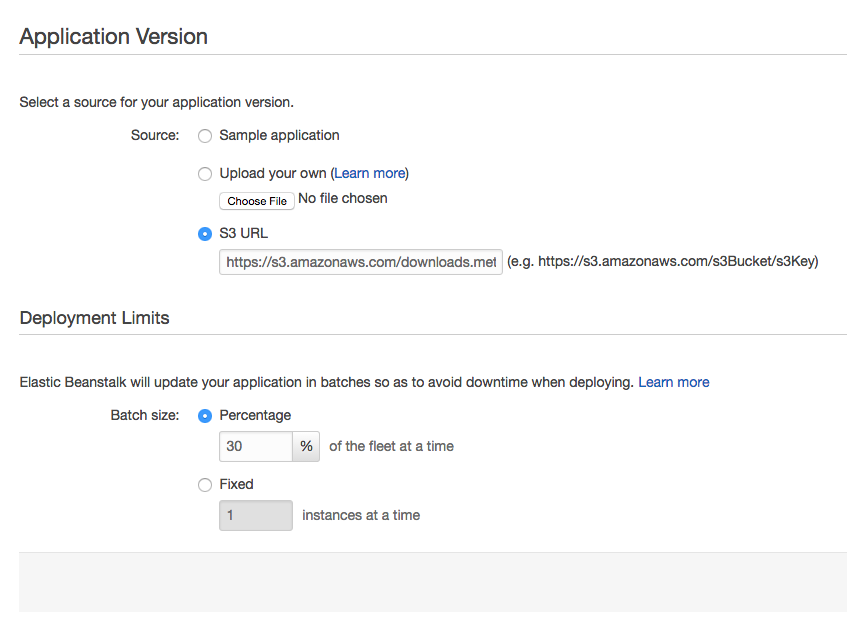 Application Version
Select a source for your application version.
Source: Sample application
Upload your own (Learn more)
Choose File No file chosen
S3 URL
https://s3.amazonaws.com/downloads.met (e.g. https://s3.amazonaws.com/s3Bucket/s3Key)
Deployment Limits
Elastic Beanstalk will update your application in batches so as to avoid downtime when deploying. Learn more
Batch size: Percentage
30 % of the fleet at a time
Fixed
1 instances at a time